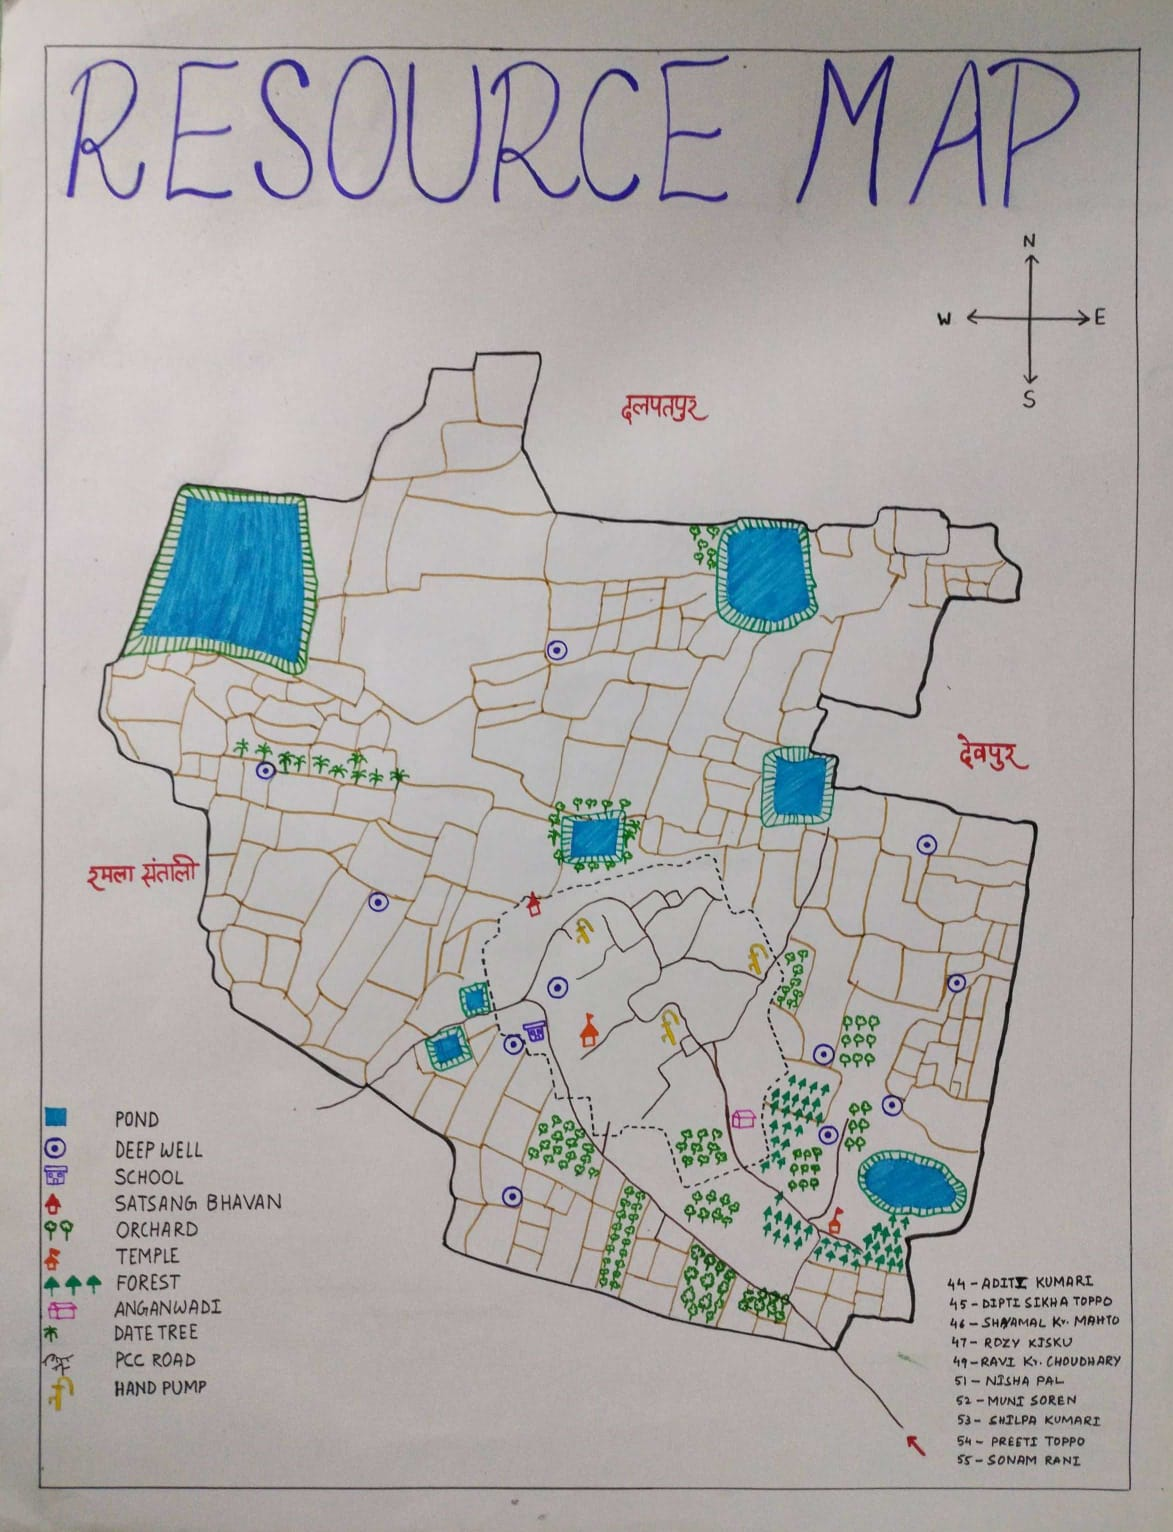 RESOURCE MAP
N
W E
S
दलपतपुर
देवपुर
रमला संताली
POND
DEEP WELL
SCHOOL
SATSANG BHAVAN
ORCHARD
TEMPLE
FOREST
ANGANWADI
DATE TREE
PCC ROAD
HAND PUMP
44 - ADITI KUMARI
45 - DIPTI SIKHA TOPPO
46 - SHAYAMAL Kr. MAHTO
47 - ROZY KISKU
49 - RAVI Kr. CHOUDHARY
51 - NISHA PAL
52 - MUNI SOREN
53 - SHILPA KUMARI
54 - PREETI TOPPO
55 - SONAM RANI